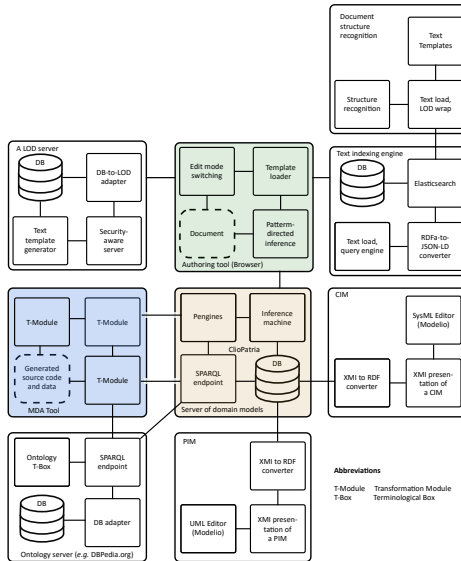 Document
structure
recognition
Text
Templates
Structure
recognition
Text load,
LOD wrap
A LOD server
DB
DB-to-LOD
adapter
Text
template
generator
Security-
aware
server
Edit mode
switching
Template
loader
Document
Patterm-
directed
inference
Authoring tool (Browser)
Text indexing engine
DB
Elasticsearch
Text load,
query engine
RDFa-to-
JSON-LD
converter
T-Module
T-Module
Generated
source code
and data
T-Module
MDA Tool
Pengines
Inference
machine
ClioPatria
SPARQL
endpoint
DB
Server of domain models
CIM
SysML Editor
(Modelio)
XMI to RDF
converter
XMI presen-
tation of
a CIM
Ontology
T-Box
SPARQL
endpoint
DB
DB adapter
Ontology server (e.g. DBPedia.org)
PIM
XMI to RDF
converter
UML Editor
(Modelio)
XMI presen-
tation of
a PIM
Abbreviations
T-Module Transformation Module
T-Box Terminological Box